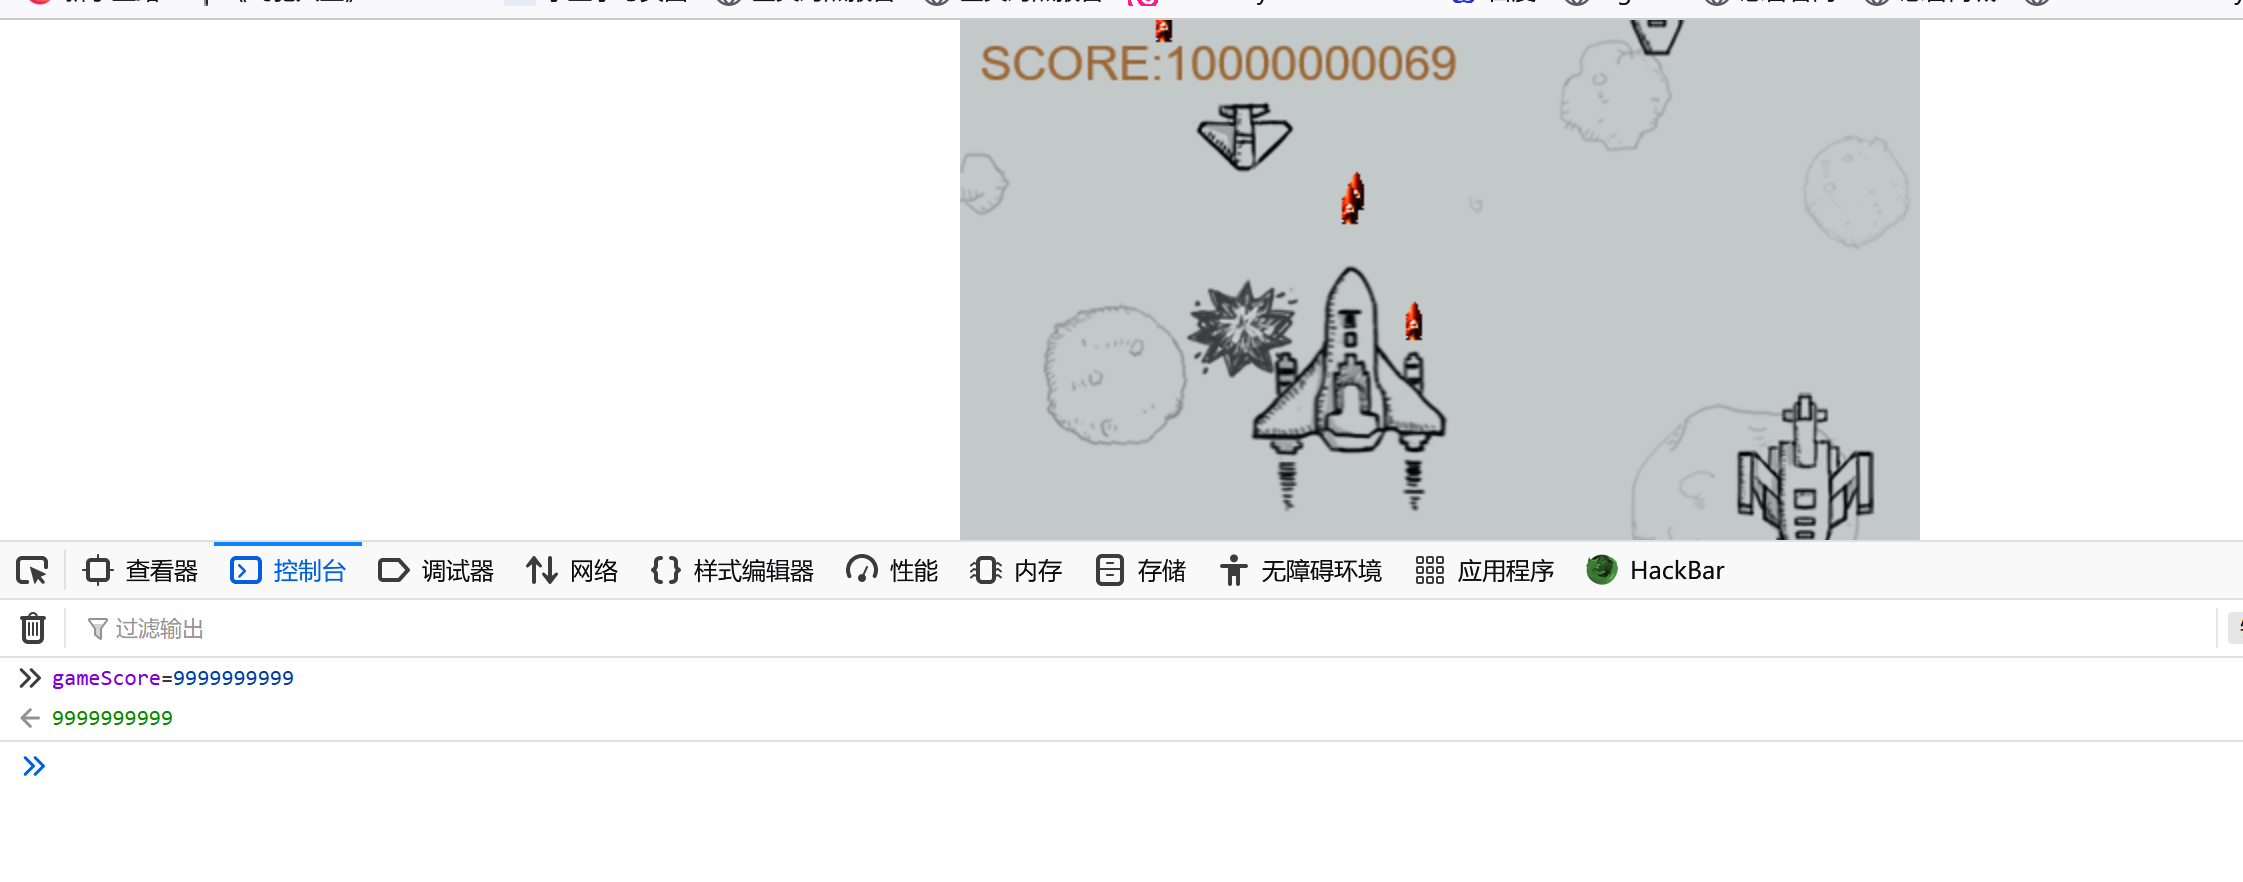 SCORE:10000000069
查看器 控制台 调试器 网络 样式编辑器 性能 内存 存储 无障碍环境 应用程序 HackBar
过滤输出
gameScore=9999999999
9999999999